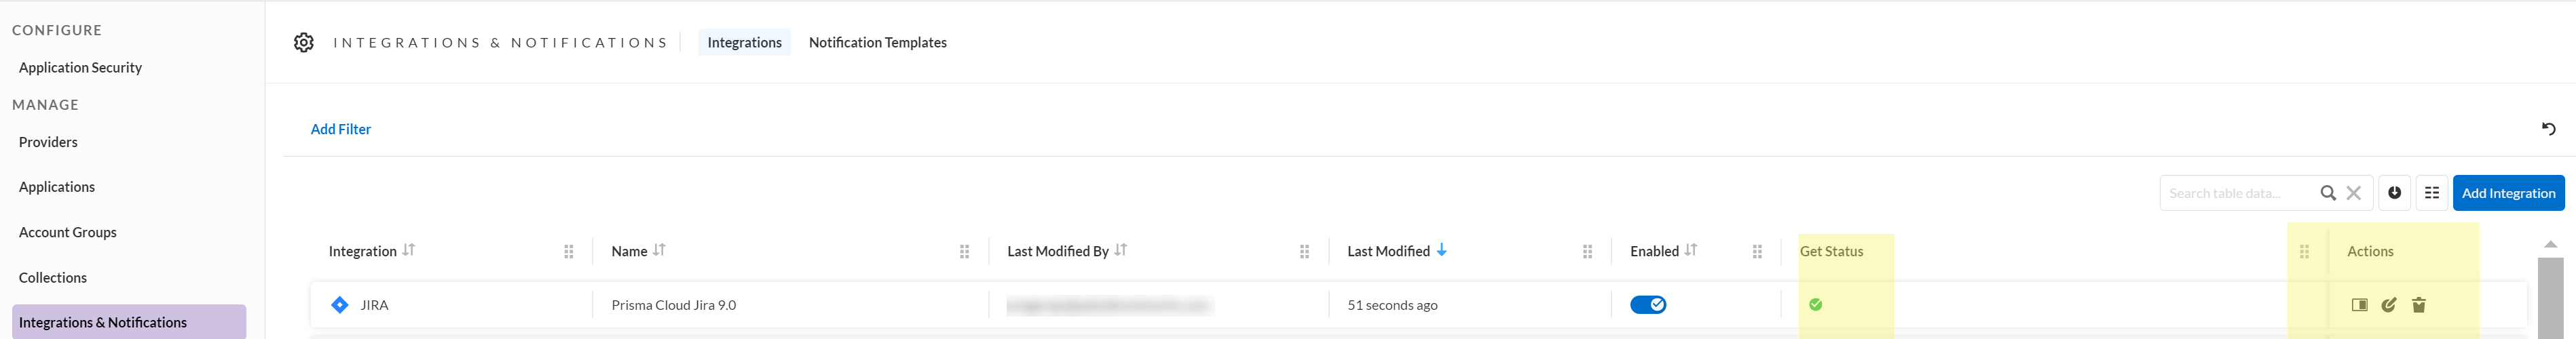 CONFIGURE
Application Security
MANAGE
Providers
Applications
Account Groups
Collections
Integrations & Notifications
INTEGRATIONS & NOTIFICATIONS
Integrations
Notification Templates
Add Filter
Search table data...
Add Integration
Integration
Name
Last Modified By
Last Modified
Enabled
Get Status
Actions
JIRA
Prisma Cloud Jira 9.0
51 seconds ago